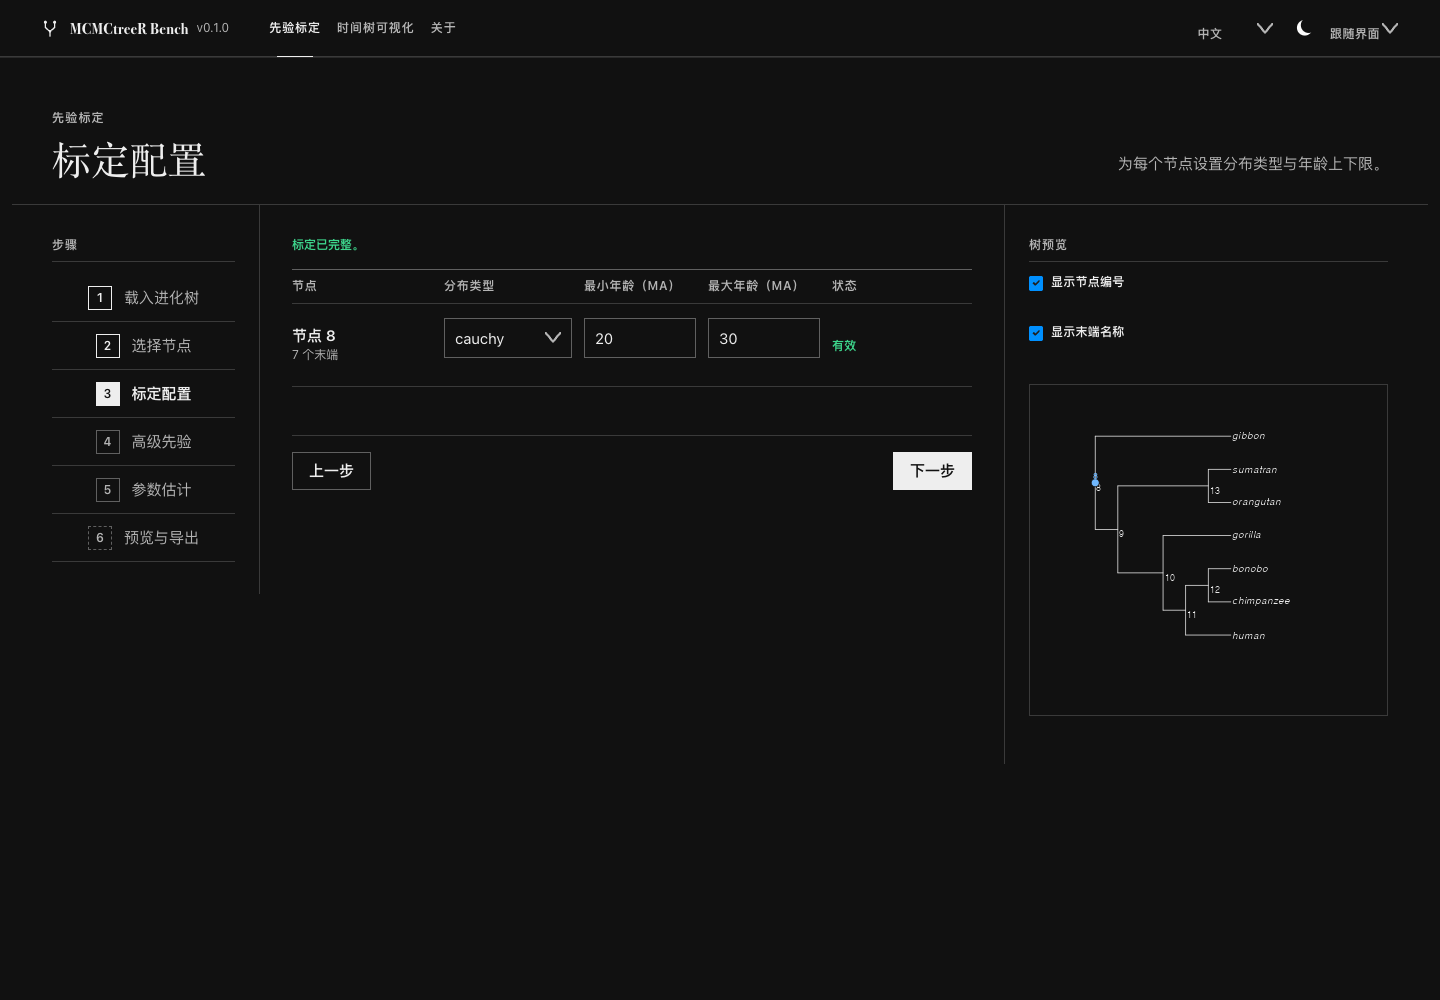 MCMCtreeR Bench v0.1.0 先验标定 时间树可视化 关于 中文 跟随界面
先验标定
标定配置
为每个节点设置分布类型与年龄上下限。
步骤
1 载入进化树
2 选择节点
3 标定配置
4 高级先验
5 参数估计
6 预览与导出
标定已完整。
节点 分布类型 最小年龄（MA） 最大年龄（MA） 状态
节点 8 cauchy 20 30 有效
7 个末端
上一步 下一步
树预览
显示节点编号
显示末端名称
gibbon
sumatran
8
13
orangutan
9
gorilla
bonobo
10
12
chimpanzee
11
human